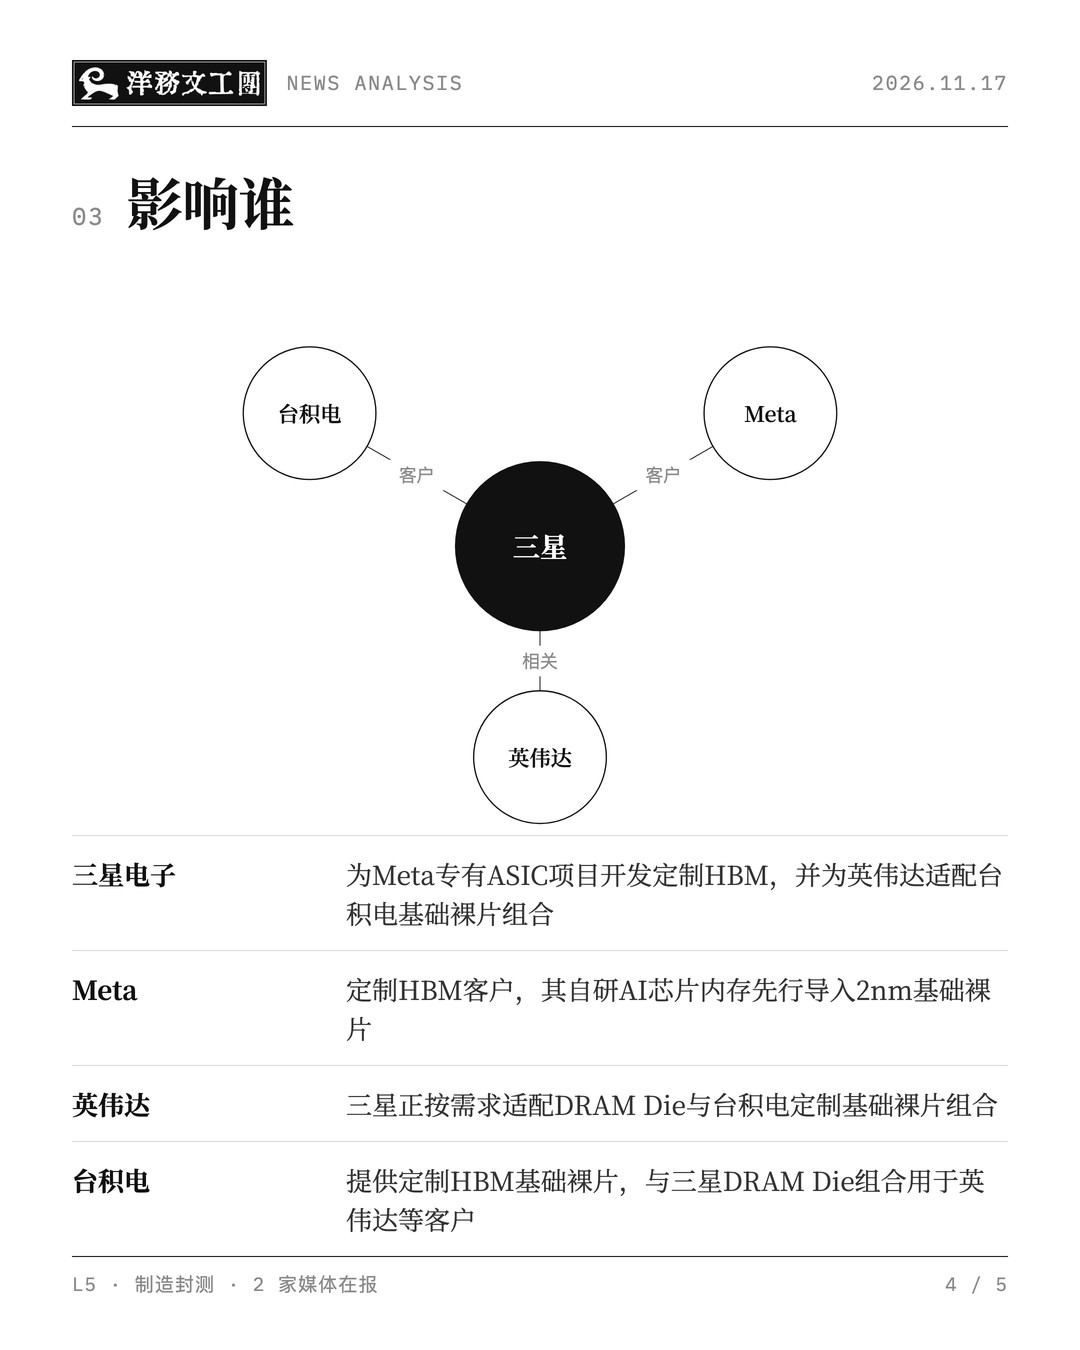 洋務文工團 NEWS ANALYSIS 2026.11.17
03 影响谁
台积电
Meta
客户
客户
三星
相关
英伟达
三星电子 为Meta专有ASIC项目开发定制HBM，并为英伟达适配台
积电基础裸片组合
Meta 定制HBM客户，其自研AI芯片内存先行导入2nm基础裸
片
英伟达 三星正按需求适配DRAM Die与台积电定制基础裸片组合
台积电 提供定制HBM基础裸片，与三星DRAM Die组合用于英
伟达等客户
L5 · 制造封测 · 2 家媒体在报 4 / 5